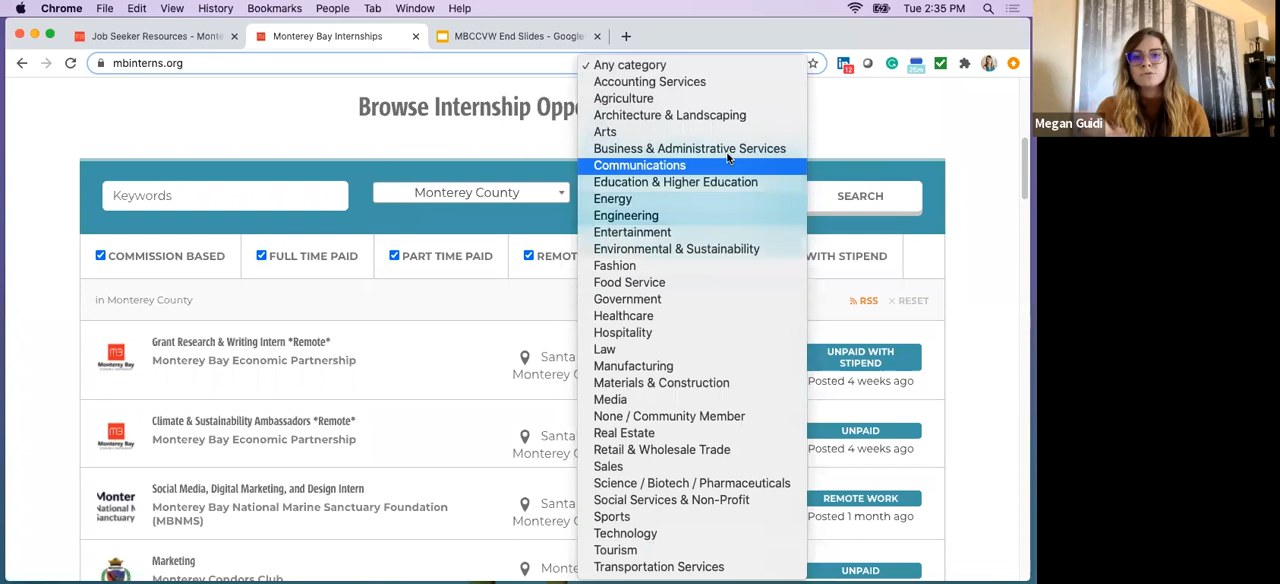 Chrome File Edit View History Bookmarks People Tab Window Help
Tue 2:35 PM
Job Seeker Resources - Monte
Monterey Bay Internships
MBCCVW End Slides - Google
mbinterns.org
12
25m
Megan Guidi
Browse Internship Oppo
Keywords
Monterey County
SEARCH
COMMISSION BASED
FULL TIME PAID
PART TIME PAID
REMOT
WITH STIPEND
in Monterey County
RSS
RESET
✓ Any category
Accounting Services
Agriculture
Architecture & Landscaping
Arts
Business & Administrative Services
Communications
Education & Higher Education
Energy
Engineering
Entertainment
Environmental & Sustainability
Fashion
Food Service
Government
Healthcare
Hospitality
Law
Manufacturing
Materials & Construction
Media
None / Community Member
Real Estate
Retail & Wholesale Trade
Sales
Science / Biotech / Pharmaceuticals
Social Services & Non-Profit
Sports
Technology
Tourism
Transportation Services
MB
Grant Research & Writing Intern *Remote*
Monterey Bay Economic Partnership
Santa
Monterey C
UNPAID WITH
STIPEND
Posted 4 weeks ago
MB
Climate & Sustainability Ambassadors *Remote*
Monterey Bay Economic Partnership
Santa
Monterey C
UNPAID
Posted 4 weeks ago
Monter
National M
Sanctuary
Social Media, Digital Marketing, and Design Intern
Monterey Bay National Marine Sanctuary Foundation
(MBNMS)
Santa
Monterey C
REMOTE WORK
Posted 1 month ago
Marketing
Monterey Condors Club
Monte
UNPAID